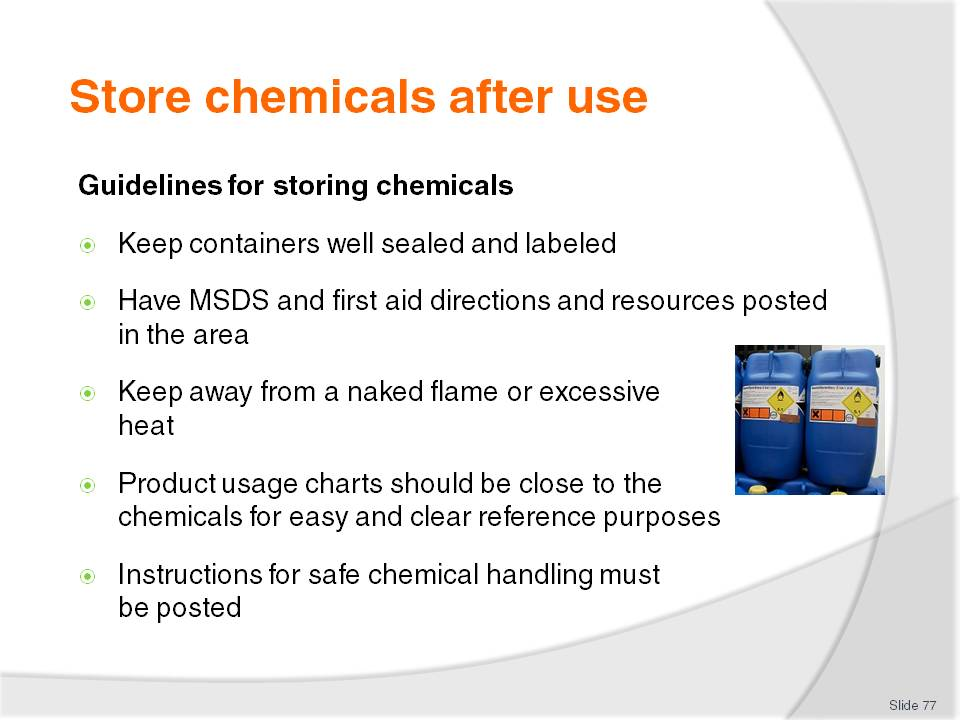 Store chemicals after use
Guidelines for storing chemicals
Keep containers well sealed and labeled
Have MSDS and first aid directions and resources posted
in the area
Keep away from a naked flame or excessive
heat
Product usage charts should be close to the
chemicals for easy and clear reference purposes
Instructions for safe chemical handling must
be posted
Slide 77